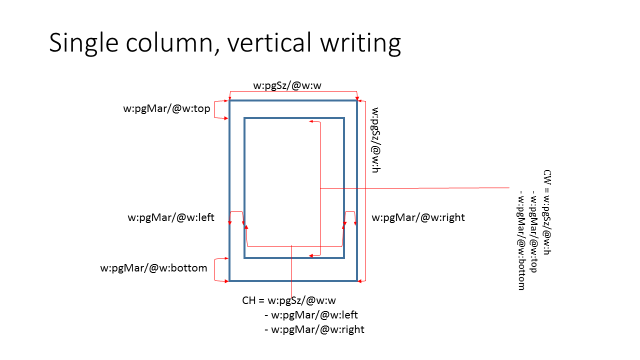 Single column, vertical writing
w:pgSz/@w:w
w:pgMar/@w:top
w:pgSz/@w:h
w:pgMar/@w:left
w:pgMar/@w:right
w:pgMar/@w:bottom
CH = w:pgSz/@w:w
- w:pgMar/@w:left
- w:pgMar/@w:right
CW = w:pgSz/@w:h
- w:pgMar/@w:top
- w:pgMar/@w:bottom